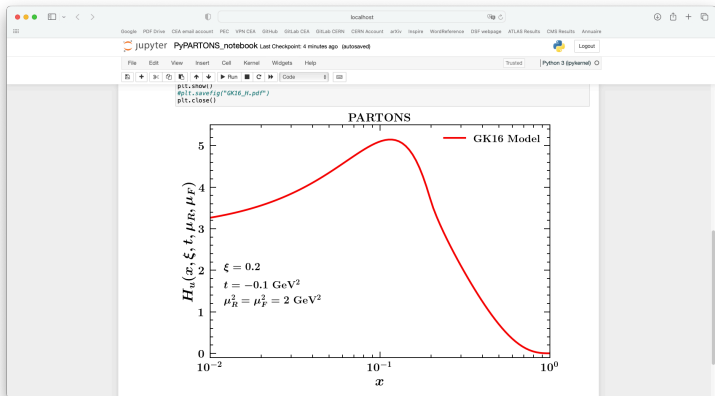 localhost
Google PDF Drive CEA email account PEC VPN CEA GitHub GitLab CEA GitLab CERN CERN Account arXiv Inspire WordReference DSF webpage ATLAS Results CMS Results Annuaire
jupyter PyPARTONS_notebook Last Checkpoint: 4 minutes ago (autosaved)
Logout
File Edit View Insert Cell Kernel Widgets Help
Trusted Python 3 (ipykernel)
Run Code
plt.show()
#plt.savefig("GK16_H.pdf")
plt.close()
PARTONS
GK16 Model
H_u(x, ξ, t, μ_R, μ_F)
5
4
3
2
1
0
ξ = 0.2
t = −0.1 GeV²
μ²_R = μ²_F = 2 GeV²
10⁻² 10⁻¹ 10⁰
x